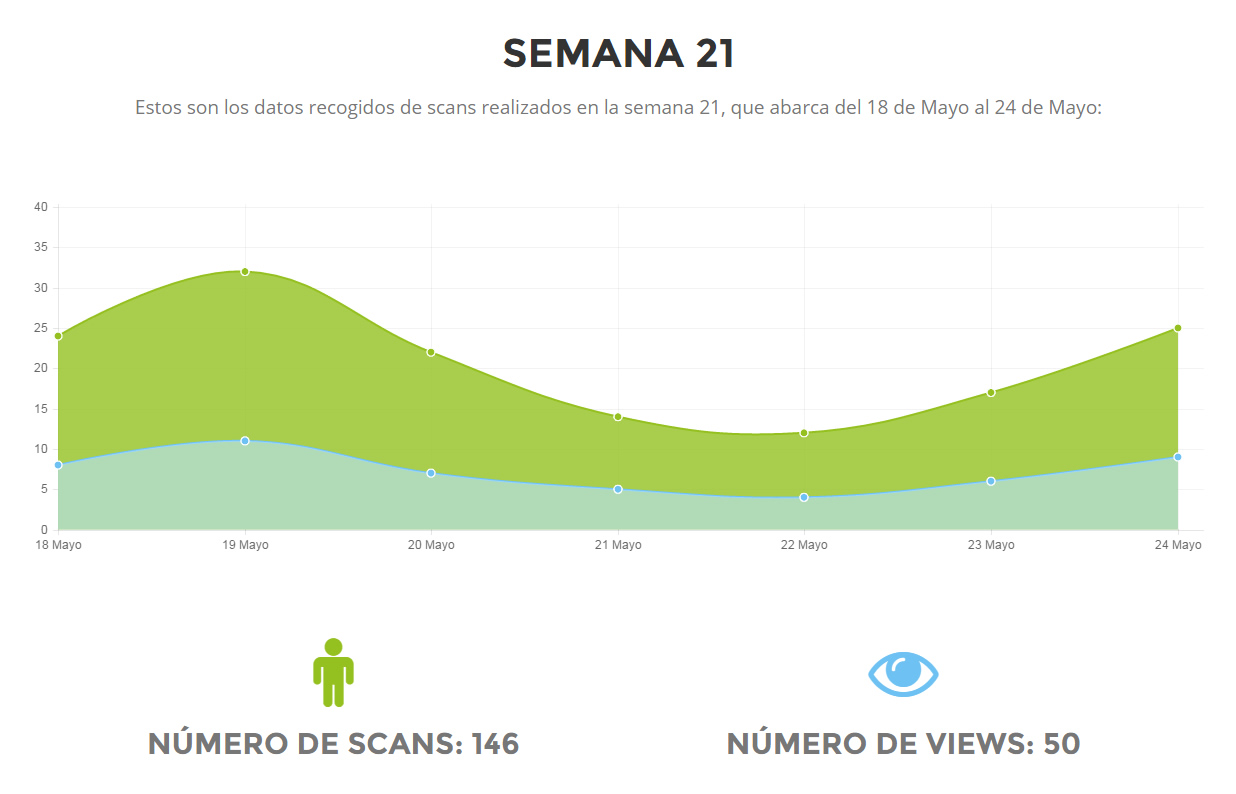 SEMANA 21
Estos son los datos recogidos de scans realizados en la semana 21, que abarca del 18 de Mayo al 24 de Mayo:
40
35
30
25
20
15
10
5
0
18 Mayo 19 Mayo 20 Mayo 21 Mayo 22 Mayo 23 Mayo 24 Mayo
NÚMERO DE SCANS: 146 NÚMERO DE VIEWS: 50